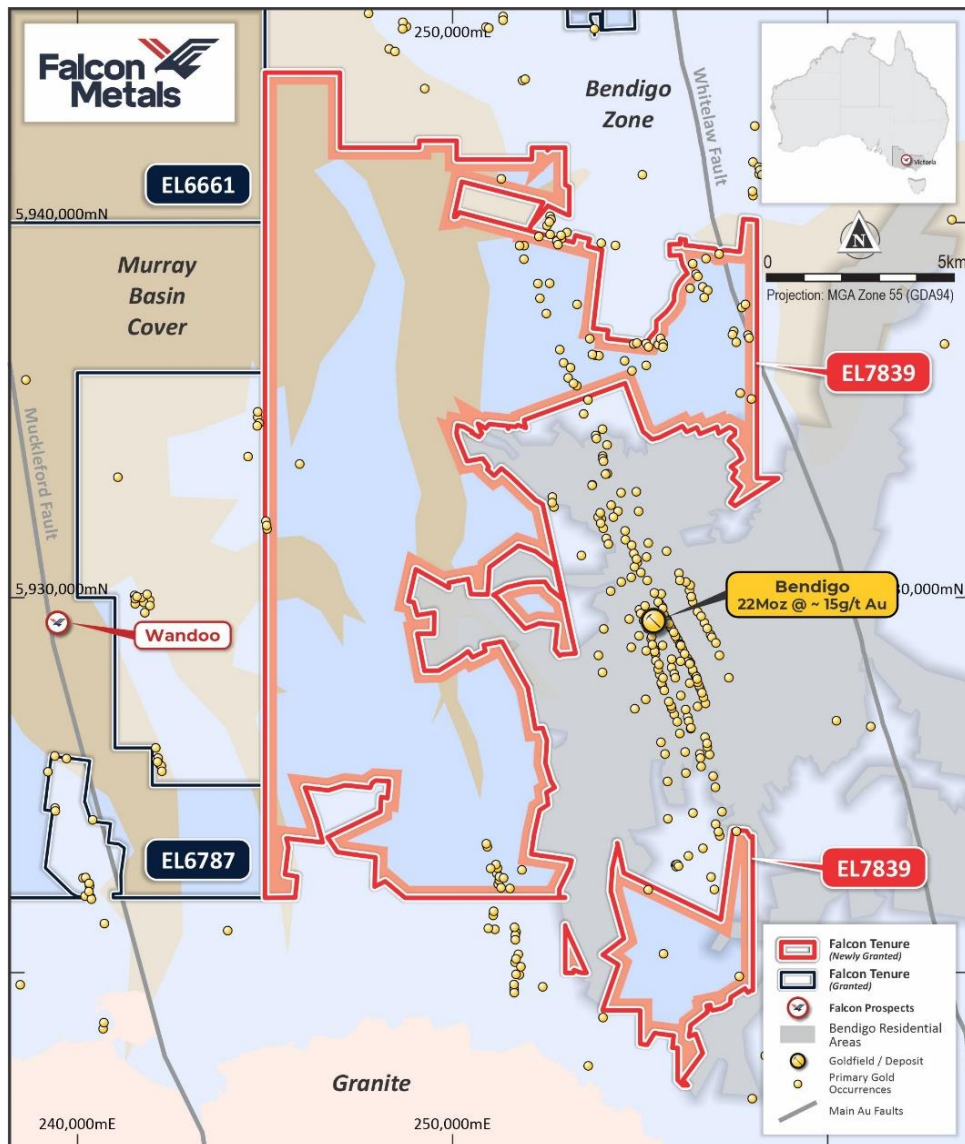 250,000mE
Falcon
Metals
Bendigo
Zone
Whitelaw Fault
Victoria
EL6661
5,940,000mN
N
Murray
Basin
Cover
0
5km
Projection: MGA Zone 55 (GDA94)
EL7839
Muckleford Fault
5,930,000mN
Bendigo
22Moz @ ~ 15g/t Au
30,000mN
Wandoo
EL6787
EL7839
Falcon Tenure
(Newly Granted)
Falcon Tenure
(Granted)
Falcon Prospects
Bendigo Residential
Areas
Goldfield / Deposit
Primary Gold
Occurrences
Main Au Faults
Granite
240,000mE
250,000mE